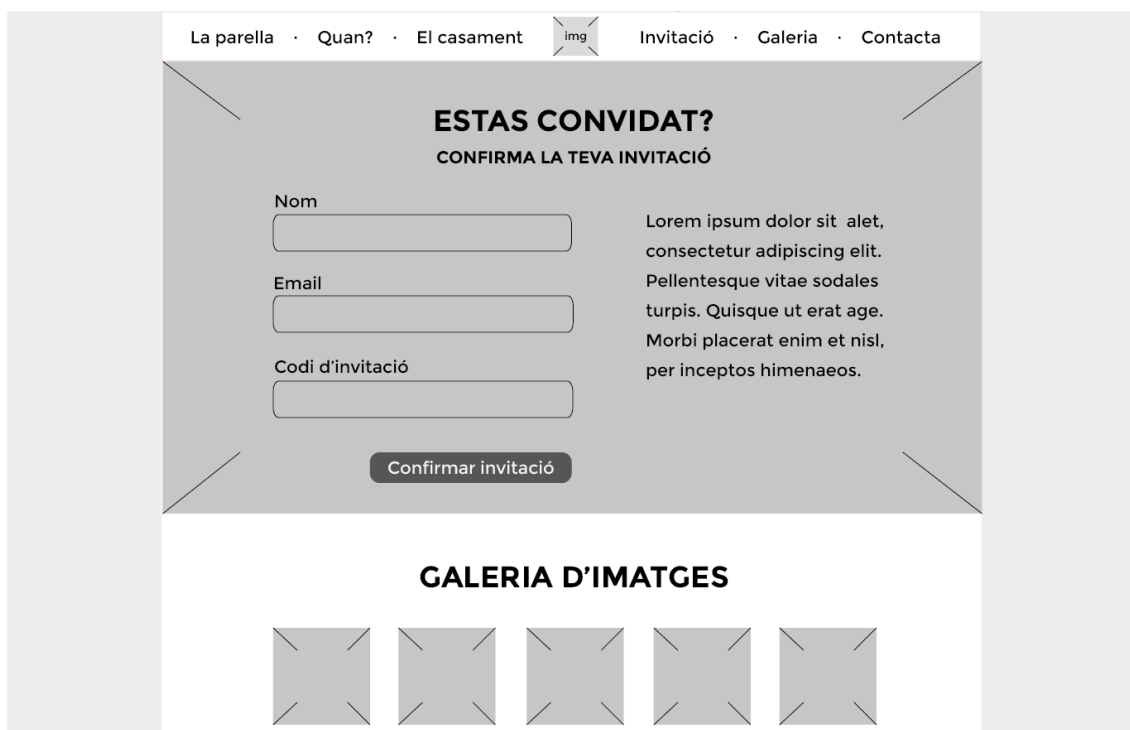 La parella · Quan? · El casament img Invitació · Galeria · Contacta
ESTAS CONVIDAT?
CONFIRMA LA TEVA INVITACIÓ
Nom
Email
Codi d’invitació
Confirmar invitació
Lorem ipsum dolor sit alet,
consectetur adipiscing elit.
Pellentesque vitae sodales
turpis. Quisque ut erat age.
Morbi placerat enim et nisl,
per inceptos himenaeos.
GALERIA D’IMATGES